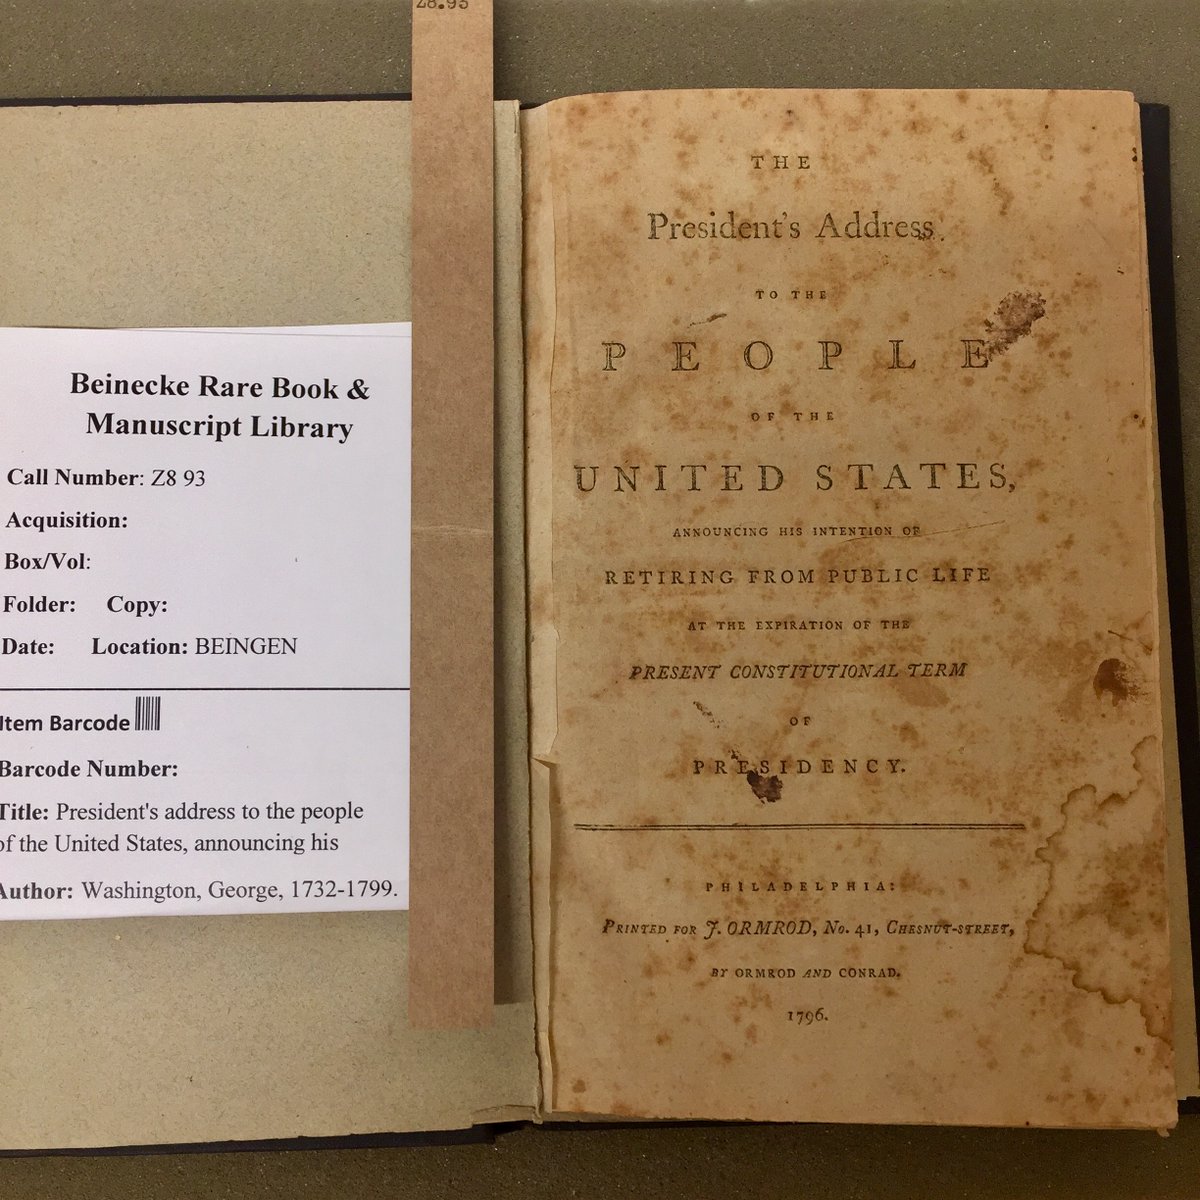 Z8.93
Beinecke Rare Book &
Manuscript Library
Call Number: Z8 93
Acquisition:
Box/Vol:
Folder: Copy:
Date: Location: BEINGEN
Item Barcode
Barcode Number:
Title: President's address to the people
of the United States, announcing his
Author: Washington, George, 1732-1799.
THE
President's Address
TO THE
PEOPLE
OF THE
UNITED STATES,
ANNOUNCING HIS INTENTION OF
RETIRING FROM PUBLIC LIFE
AT THE EXPIRATION OF THE
PRESENT CONSTITUTIONAL TERM
OF
PRESIDENCY.
PHILADELPHIA:
PRINTED FOR J. ORMROD, No. 41, CHESNUT-STREET,
BY ORMROD AND CONRAD.
1796.